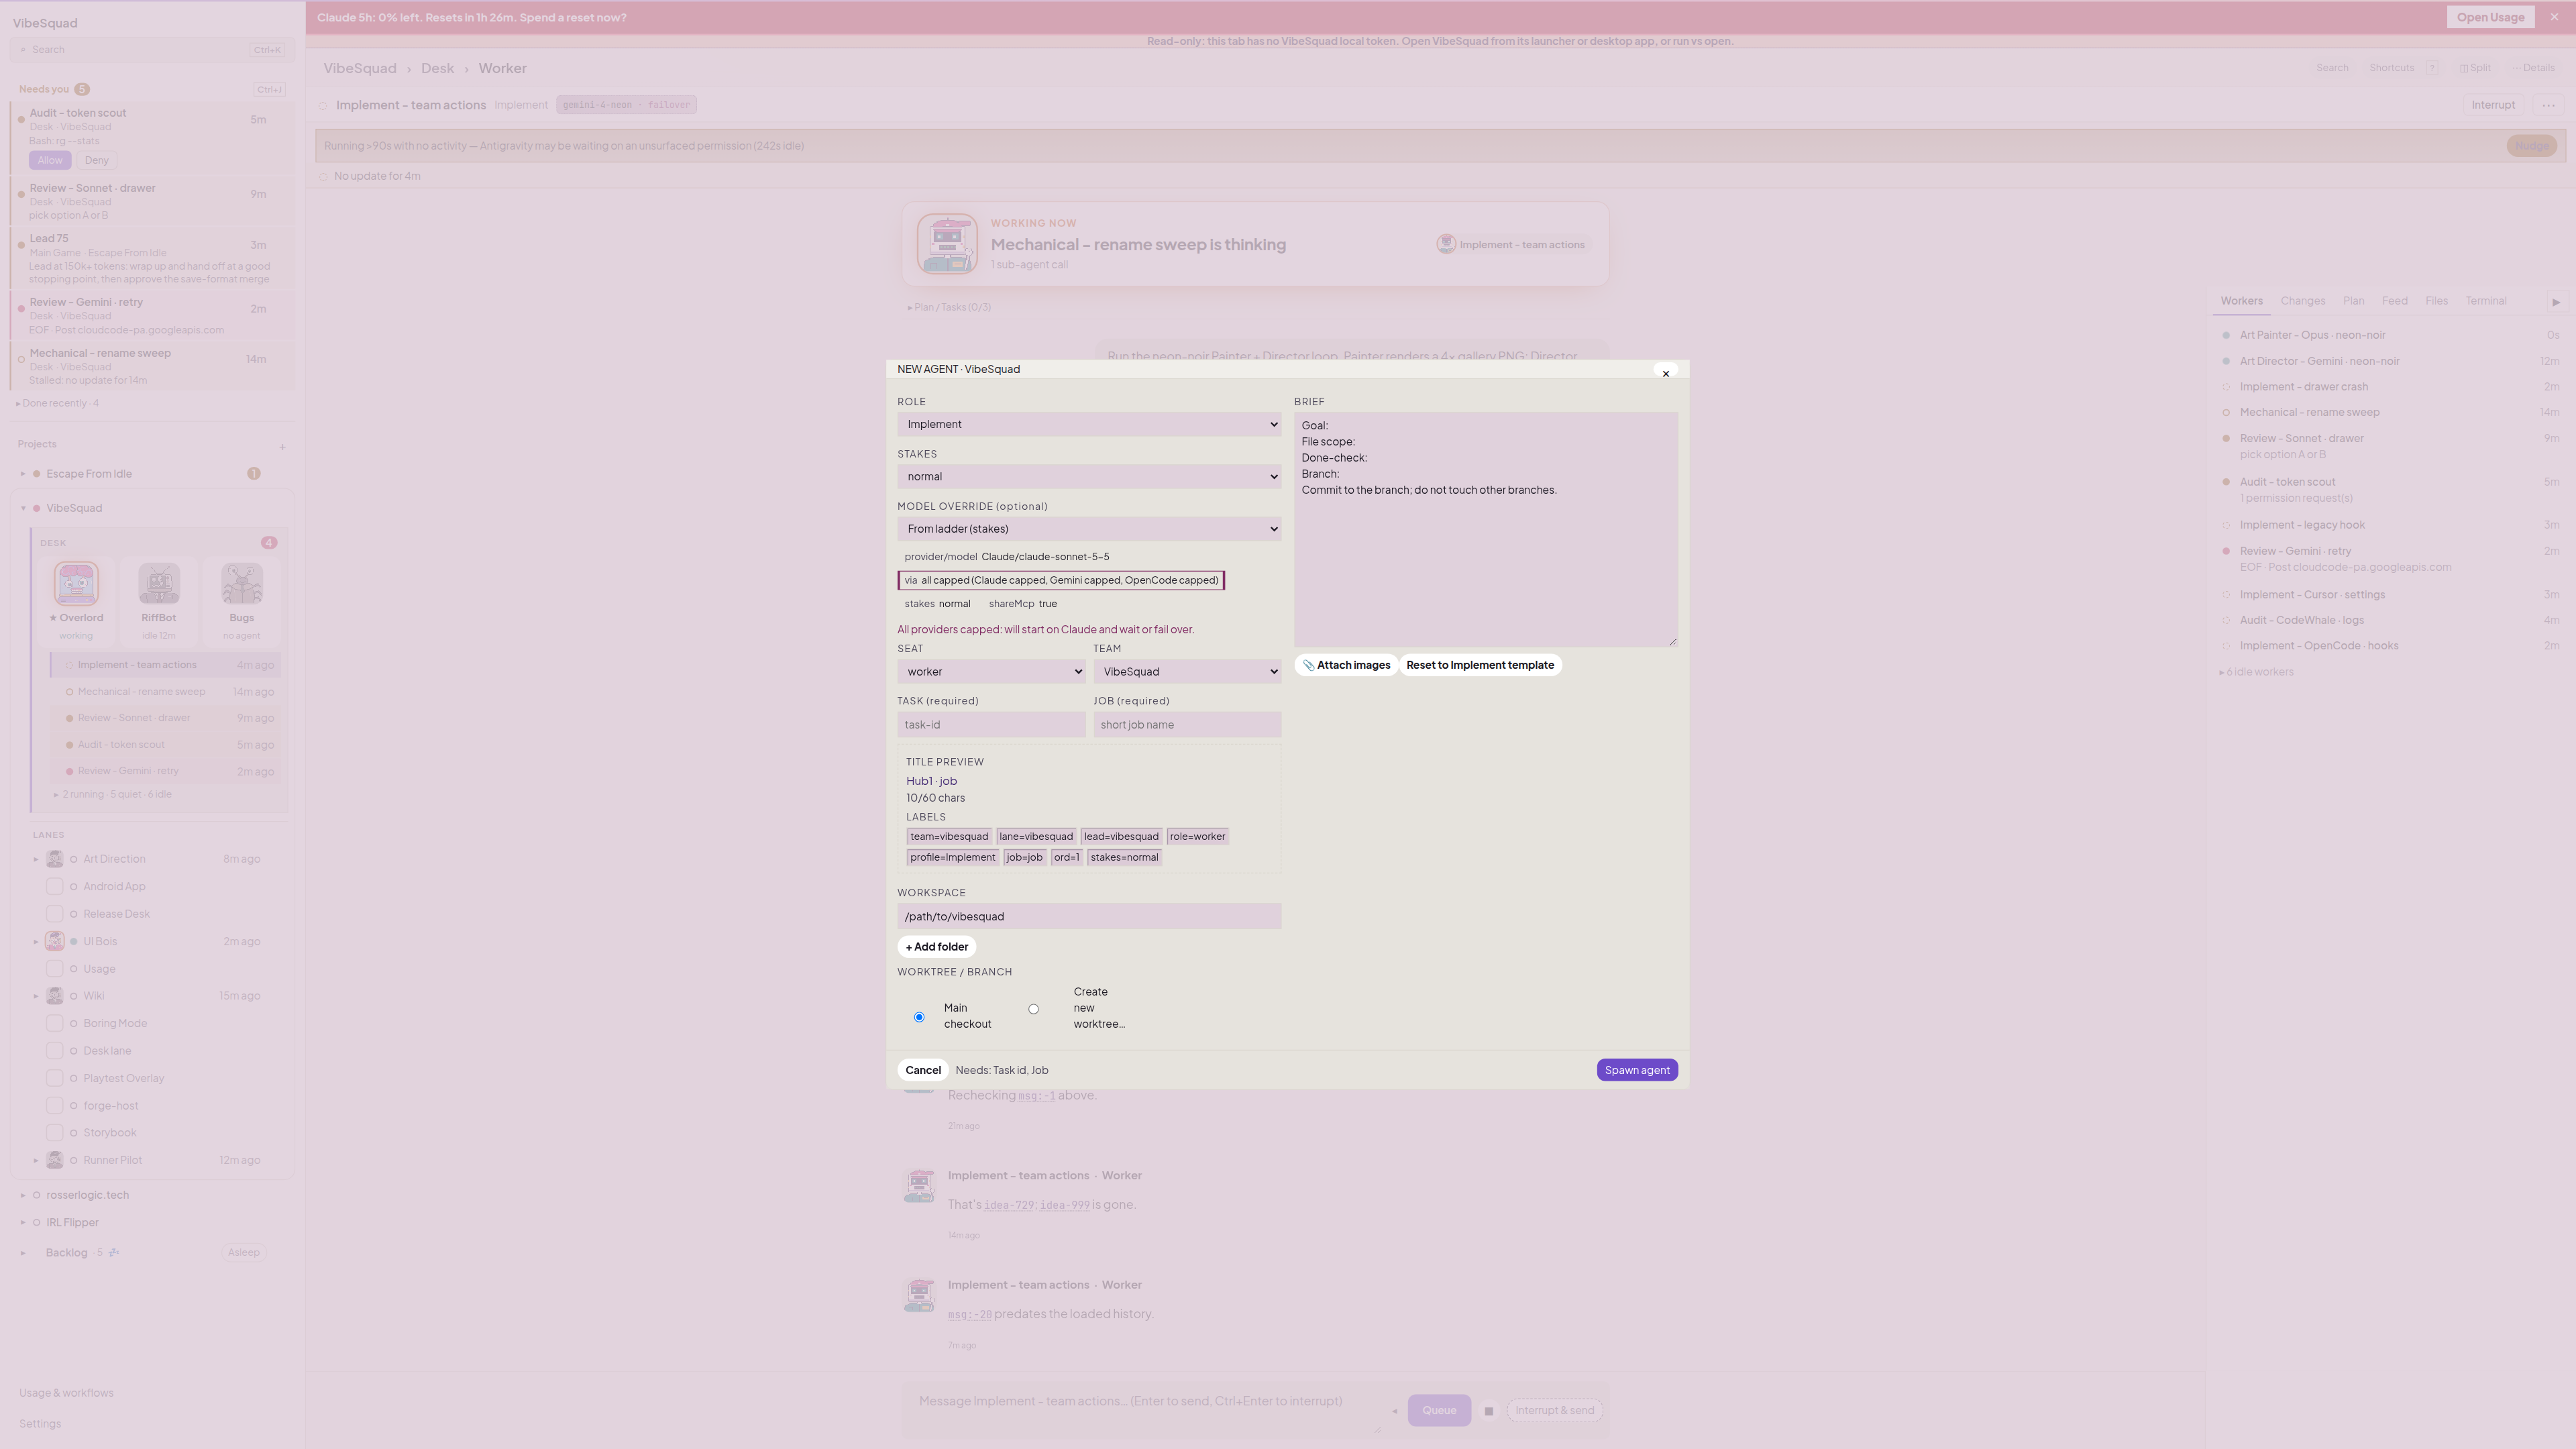 VibeSquad
Search Ctrl+K
Needs you 5 Ctrl+J
Audit - token scout 5m
Desk · VibeSquad
Bash: rg --stats
Allow Deny
Review - Sonnet · drawer 9m
Desk · VibeSquad
pick option A or B
Lead 75 3m
Main Game · Escape From Idle
Lead at 150k+ tokens: wrap up and hand off at a good
stopping point, then approve the save-format merge
Review - Gemini · retry 2m
Desk · VibeSquad
EOF · Post cloudcode-pa.googleapis.com
Mechanical - rename sweep 14m
Desk · VibeSquad
Stalled: no update for 14m
▸ Done recently · 4
Projects +
▸ Escape From Idle 1
▾ VibeSquad
DESK 4
★ Overlord RiffBot Bugs
working idle 12m no agent
Implement - team actions 4m ago
Mechanical - rename sweep 14m ago
Review - Sonnet · drawer 9m ago
Audit - token scout 5m ago
Review - Gemini · retry 2m ago
▸ 2 running · 5 quiet · 6 idle
LANES
▸ Art Direction 8m ago
Android App
Release Desk
▸ UI Bois 2m ago
Usage
▸ Wiki 15m ago
Boring Mode
Desk lane
Playtest Overlay
forge-host
Storybook
▸ Runner Pilot 12m ago
▸ rosserlogic.tech
▸ IRL Flipper
▸ Backlog 5 💤 Asleep
Usage & workflows
Settings
Claude 5h: 0% left. Resets in 1h 26m. Spend a reset now? Open Usage ×
Read-only: this tab has no VibeSquad local token. Open VibeSquad from its launcher or desktop app, or run vs open.
VibeSquad › Desk › Worker Search Shortcuts ? Split ⋯ Details
Implement - team actions Implement gemini-4-neon · failover Interrupt ⋯
Running >90s with no activity — Antigravity may be waiting on an unsurfaced permission (242s idle) Nudge
No update for 4m
WORKING NOW
Mechanical - rename sweep is thinking Implement - team actions
1 sub-agent call
▸ Plan / Tasks (0/3)
Run the neon-noir Painter + Director loop. Painter renders a 4x gallery PNG; Director
NEW AGENT · VibeSquad ×
ROLE
Implement
STAKES
normal
MODEL OVERRIDE (optional)
From ladder (stakes)
provider/model Claude/claude-sonnet-5-5
via all capped (Claude capped, Gemini capped, OpenCode capped)
stakes normal shareMcp true
All providers capped: will start on Claude and wait or fail over.
SEAT TEAM
worker VibeSquad
TASK (required) JOB (required)
task-id short job name
TITLE PREVIEW
Hub1 · job
10/60 chars
LABELS
team=vibesquad lane=vibesquad lead=vibesquad role=worker
profile=Implement job=job ord=1 stakes=normal
WORKSPACE
/path/to/vibesquad
+ Add folder
WORKTREE / BRANCH
Main checkout
Create new worktree…
BRIEF
Goal:
File scope:
Done-check:
Branch:
Commit to the branch; do not touch other branches.
📎 Attach images Reset to Implement template
Cancel Needs: Task id, Job Spawn agent
Rechecking msg:-1 above.
21m ago
Implement - team actions · Worker
That's idea-729; idea-999 is gone.
14m ago
Implement - team actions · Worker
msg:-20 predates the loaded history.
7m ago
Message Implement - team actions… (Enter to send, Ctrl+Enter to interrupt) Queue Interrupt & send
Workers Changes Plan Feed Files Terminal
Art Painter - Opus · neon-noir 0s
Art Director - Gemini · neon-noir 12m
Implement - drawer crash 2m
Mechanical - rename sweep 14m
Review - Sonnet · drawer 9m
pick option A or B
Audit - token scout 5m
1 permission request(s)
Implement - legacy hook 3m
Review - Gemini · retry 2m
EOF · Post cloudcode-pa.googleapis.com
Implement - Cursor · settings 3m
Audit - CodeWhale · logs 4m
Implement - OpenCode · hooks 2m
▸ 6 idle workers